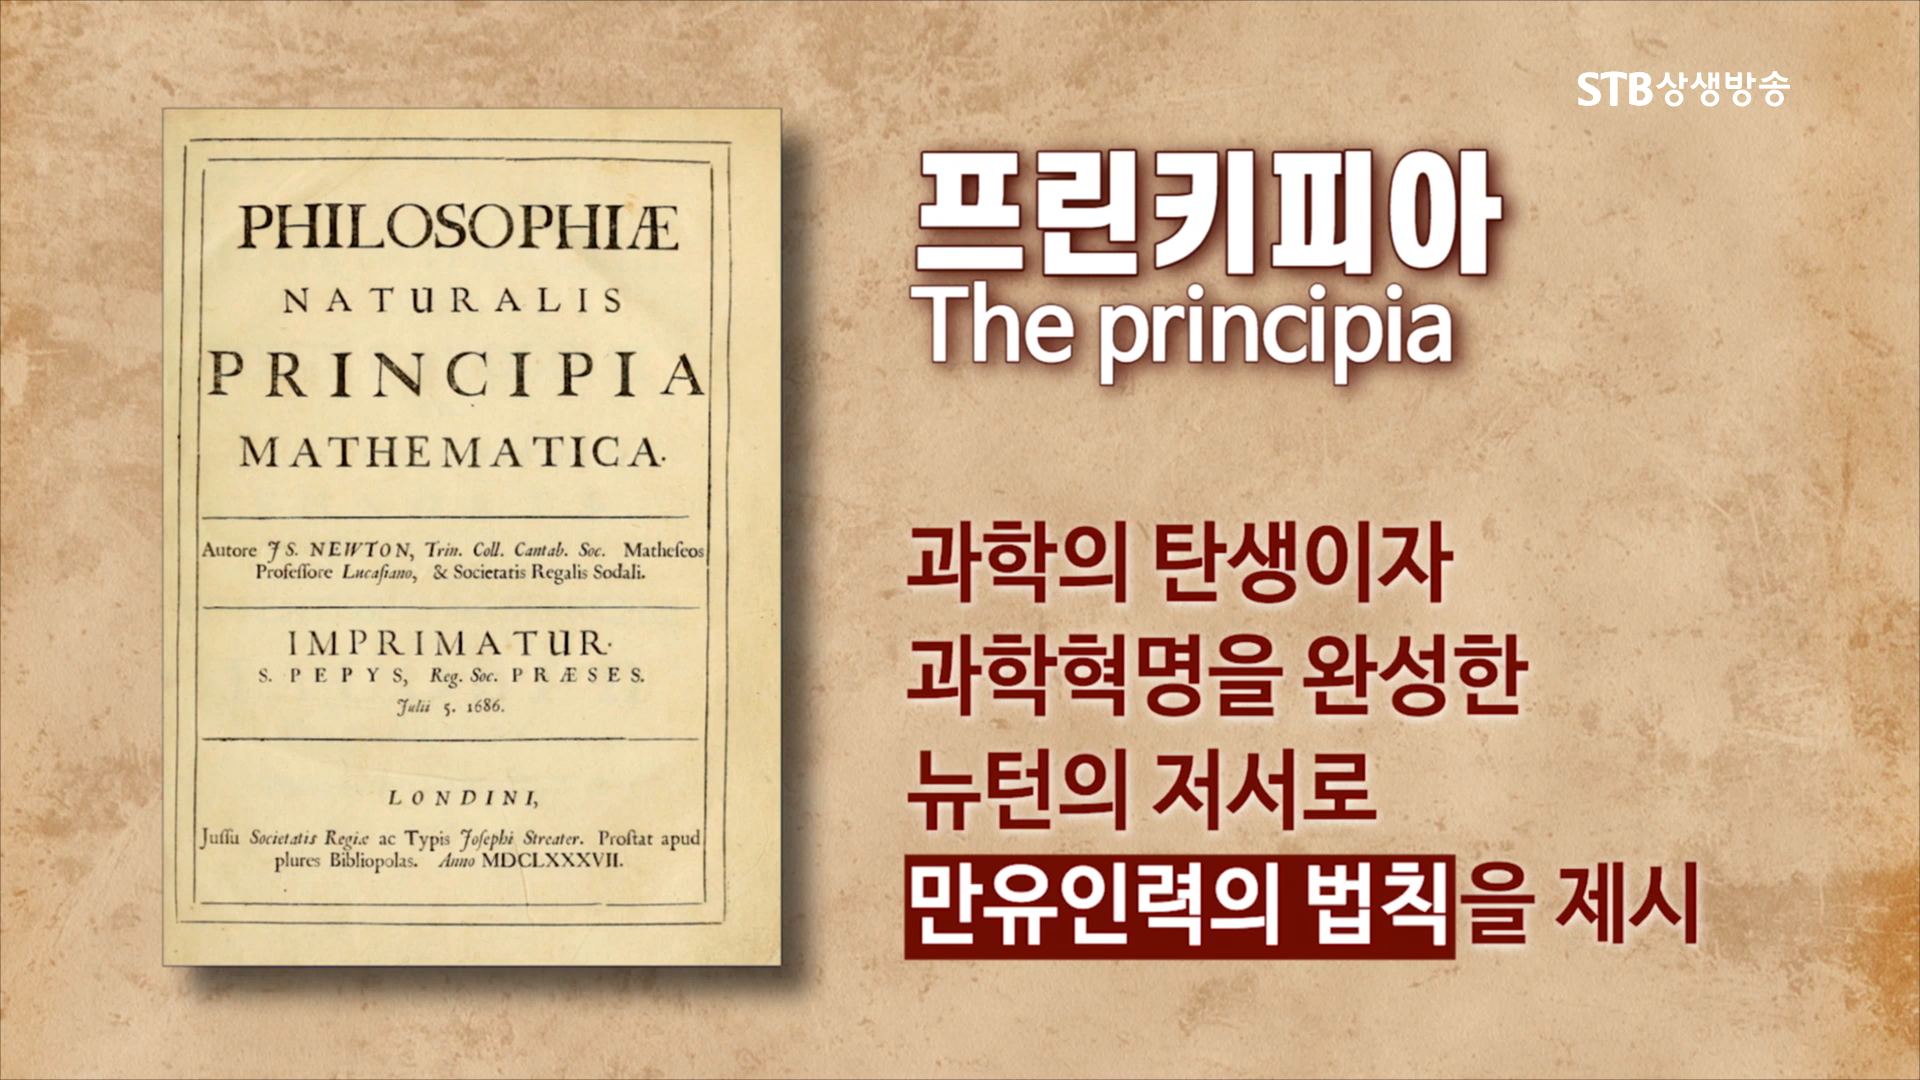 STB상생방송
PHILOSOPHIÆ
NATURALIS
PRINCIPIA
MATHEMATICA.
Autore J S. NEWTON, Trin. Coll. Cantab. Soc. Matheſeos
Profeſſore Lucaſiano, & Societatis Regalis Sodali.
IMPRIMATUR.
S. PEPYS, Reg. Soc. PRÆSES.
Julii 5. 1686.
LONDINI,
Juſſu Societatis Regiæ ac Typis Joſephi Streater. Proſtat apud
plures Bibliopolas. Anno MDCLXXXVII.
프린키피아
The principia
과학의 탄생이자
과학혁명을 완성한
뉴턴의 저서로
만유인력의 법칙을 제시